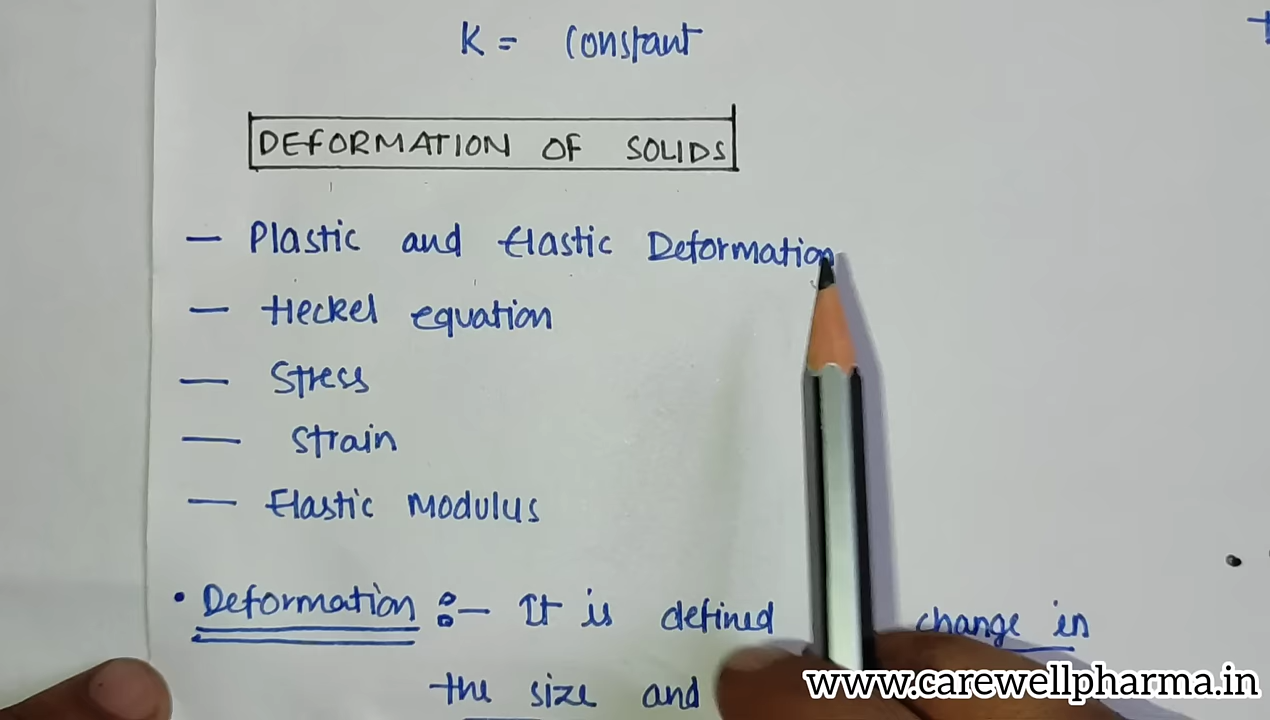 K = Constant
DEFORMATION OF SOLIDS
— Plastic and Elastic Deformation
— Heckel equation
— Stress
— Strain
— Elastic Modulus
• Deformation :— It is defined change in
the size and
www.carewellpharma.in